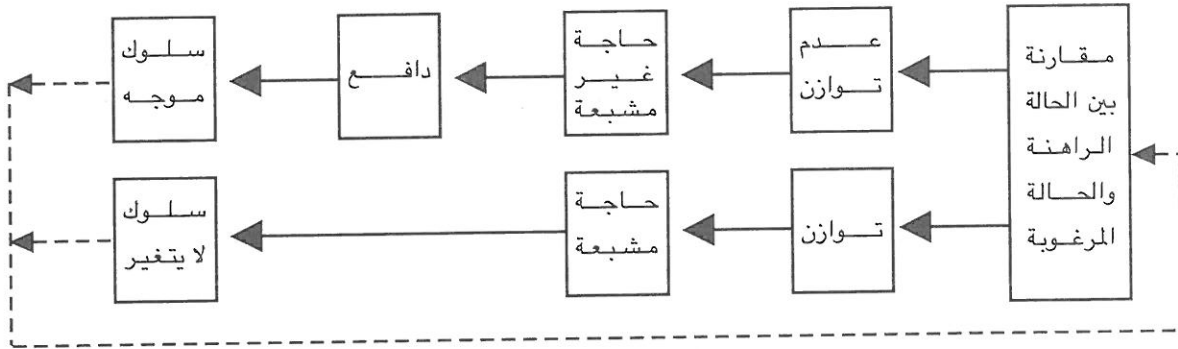 مقارنة
بين الحالة
الراهنة
والحالة
المرغوبة
عدم
توازن
حاجة
غير
مشبعة
دافع
سلوك
موجه
توازن
حاجة
مشبعة
سلوك
لا يتغير